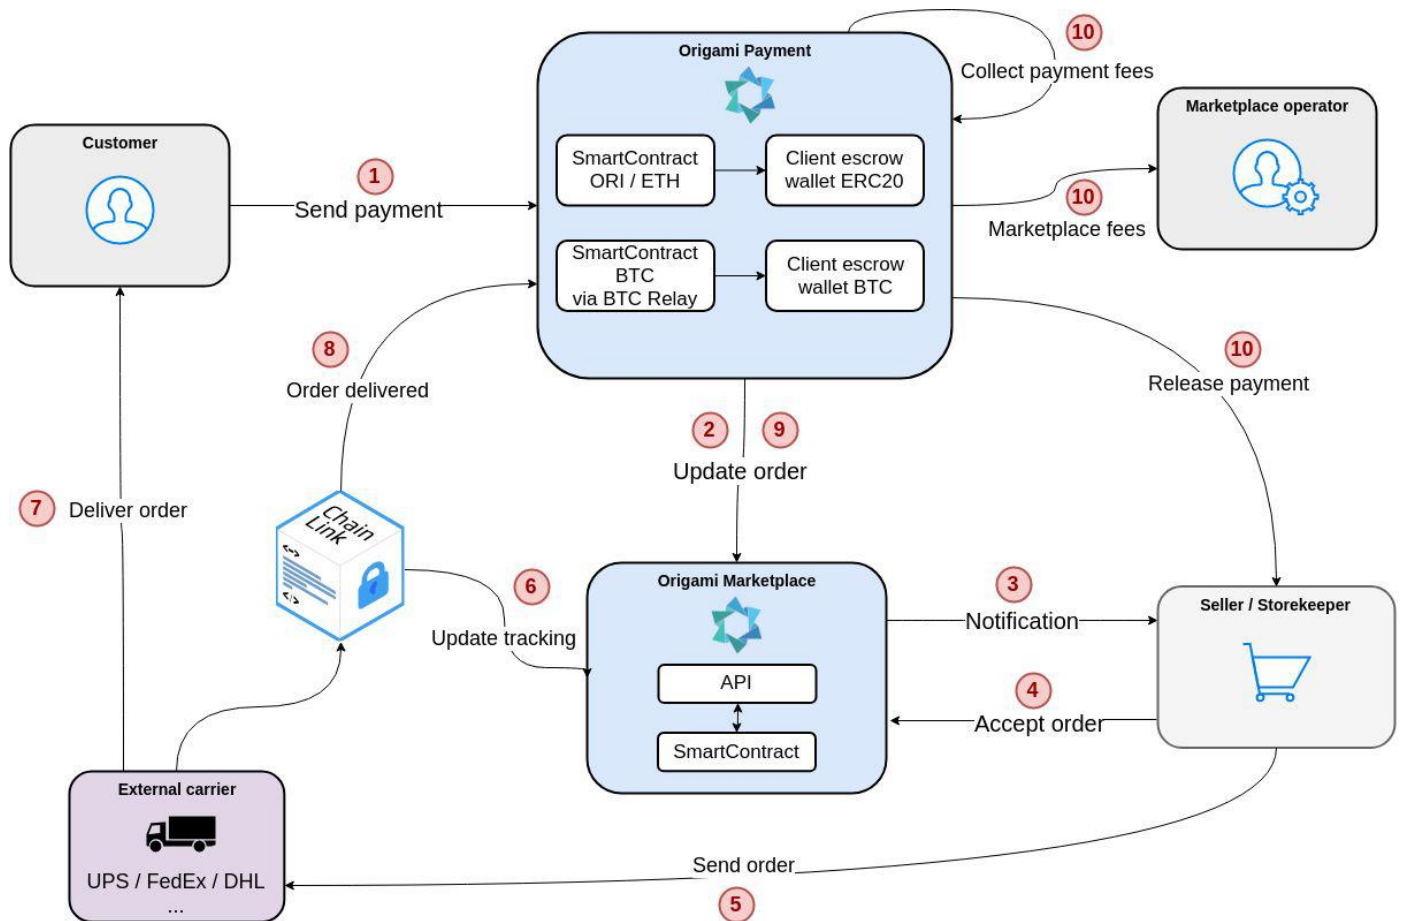 Origami Payment
10
Collect payment fees
Marketplace operator
Customer
SmartContract
ORI / ETH
Client escrow
wallet ERC20
1
Send payment
10
Marketplace fees
SmartContract
BTC
via BTC Relay
Client escrow
wallet BTC
8
Order delivered
10
Release payment
2
9
Update order
7
Deliver order
Chain
Link
<~>
</>
6
Update tracking
Origami Marketplace
API
SmartContract
3
Notification
4
Accept order
Seller / Storekeeper
External carrier
UPS / FedEx / DHL
...
Send order
5